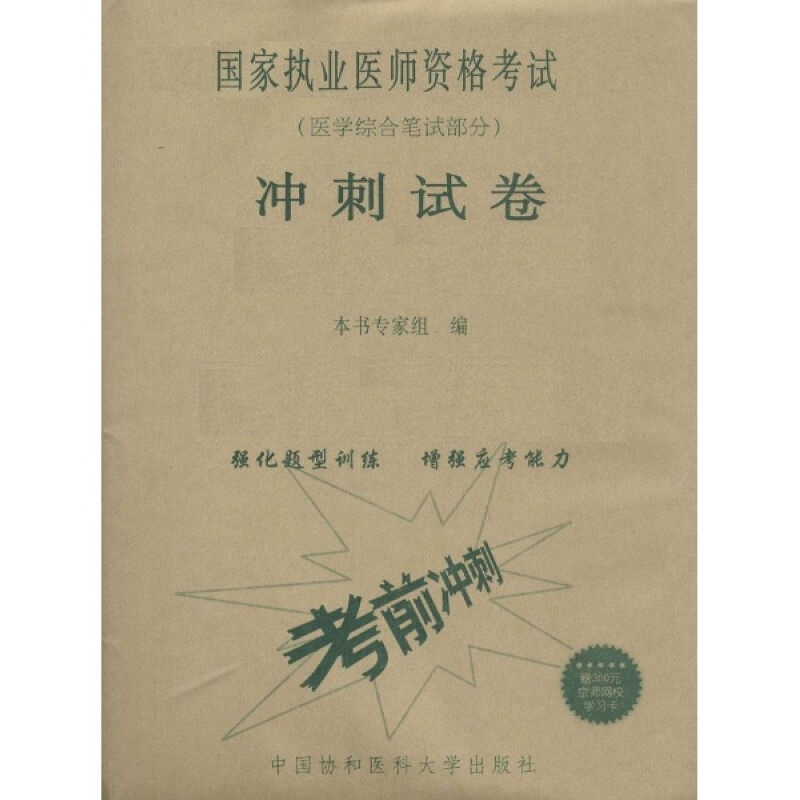 国家执业医师资格考试
（医学综合笔试部分）
冲刺试卷
本书专家组 编
强化题型训练 增强应考能力
考前冲刺
赠300元
京师网校
学习卡
中国协和医科大学出版社